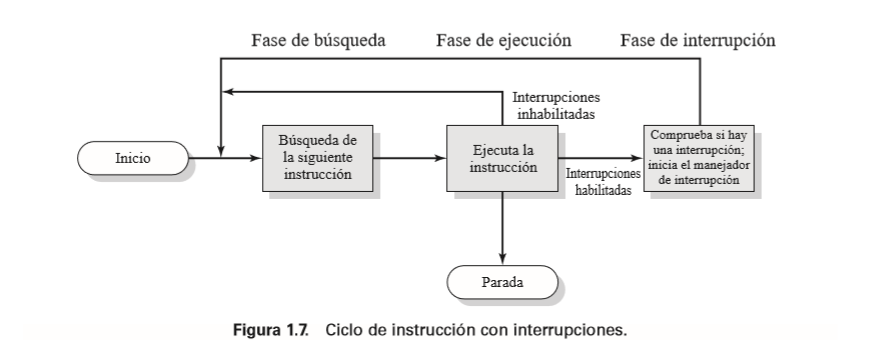 Fase de búsqueda
Fase de ejecución
Fase de interrupción
Interrupciones
inhabilitadas
Inicio
Búsqueda de
la siguiente
instrucción
Ejecuta la
instrucción
Interrupciones
habilitadas
Comprueba si hay
una interrupción;
inicia el manejador
de interrupción
Parada
Figura 1.7. Ciclo de instrucción con interrupciones.